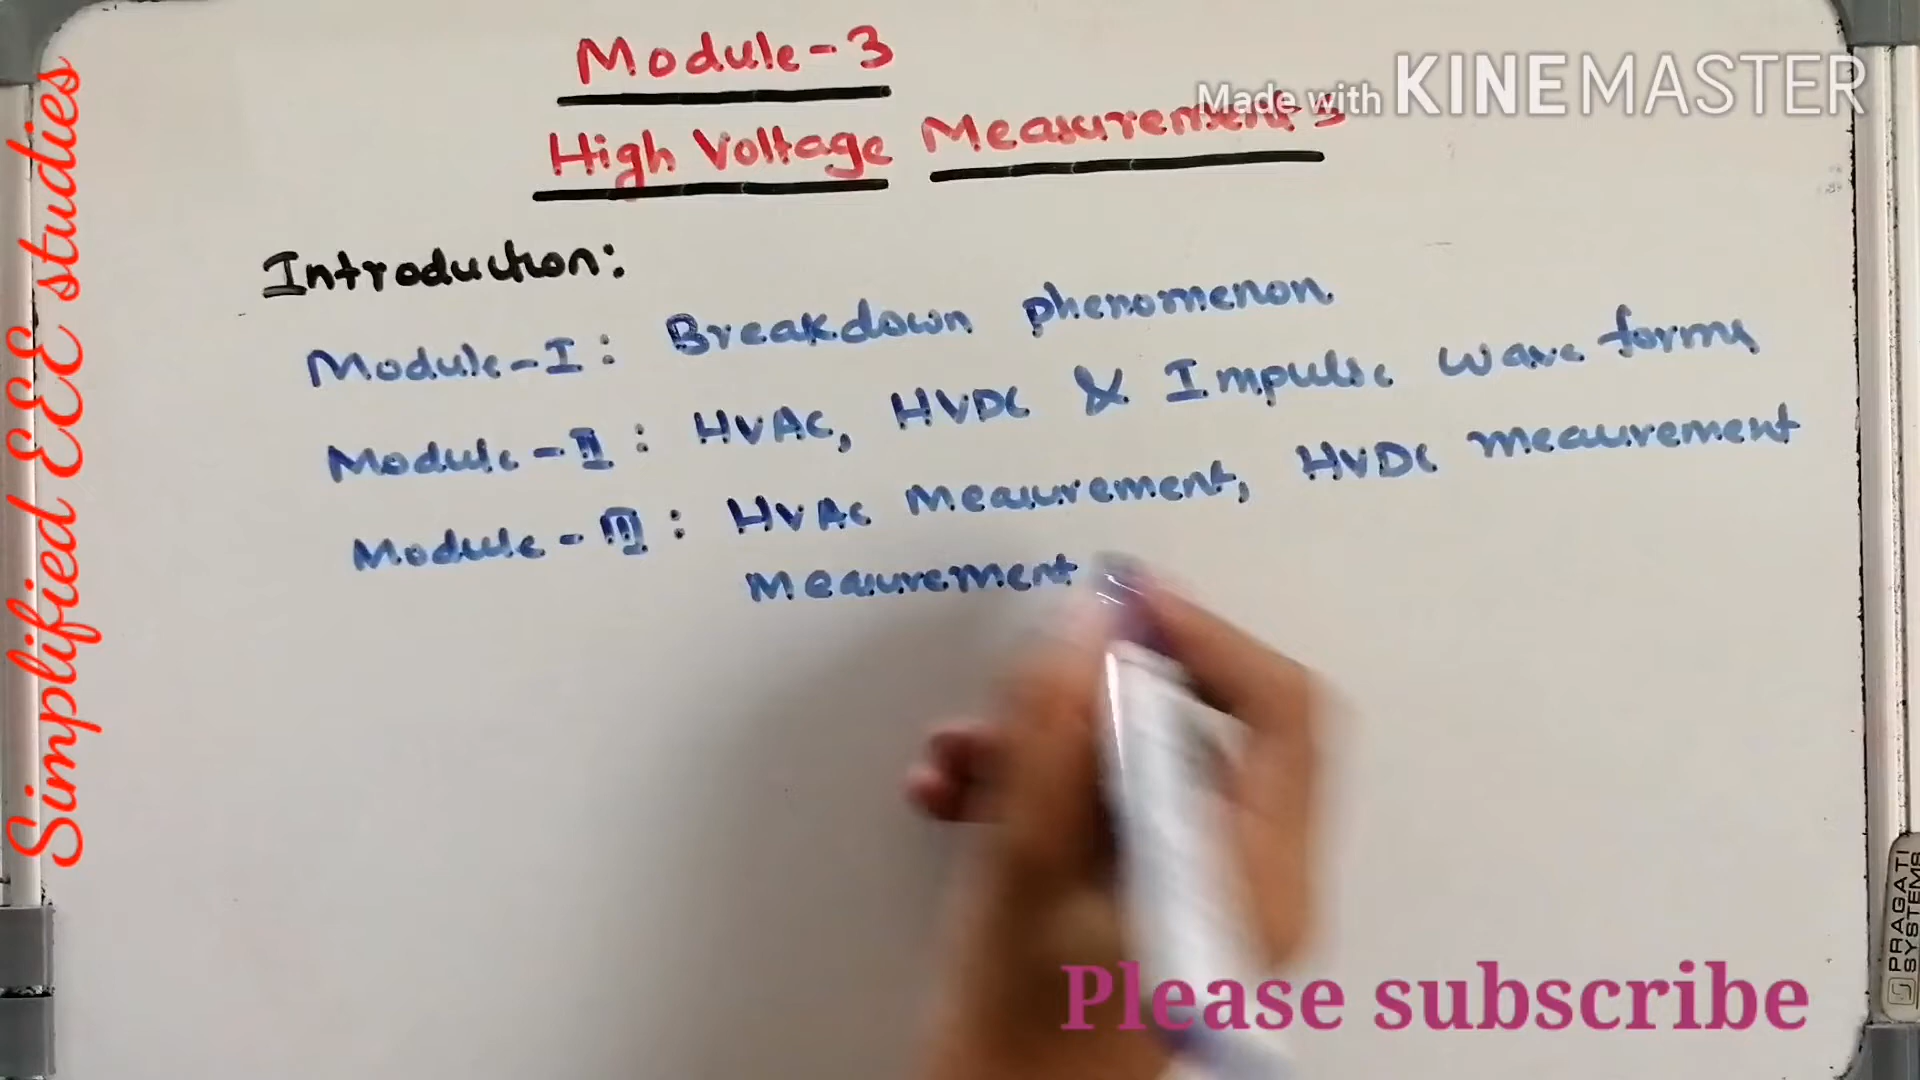 Module-3
Made with KINEMASTER
High Voltage Measurements
Introduction:
Module-I: Breakdown phenomenon
Module-II: HVAC, HVDC & Impulse wave forms
Module-III: HVAC Measurement, HVDC measurement
Measurement
Simplified EEE studies
Please subscribe
PRAGATI
SYSTEMS